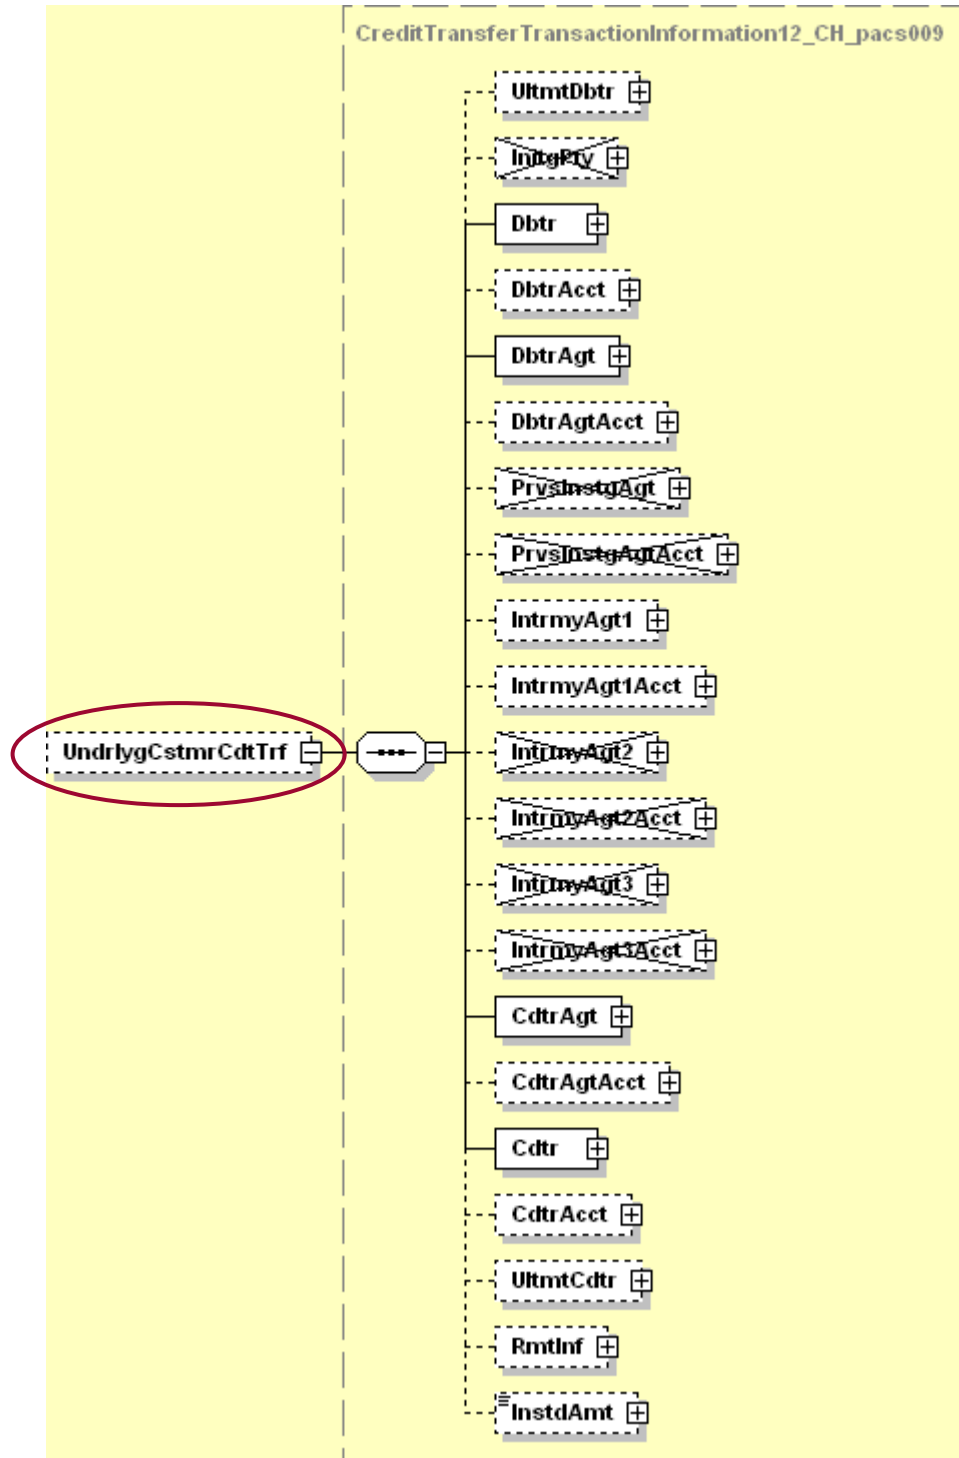 CreditTransferTransactionInformation12_CH_pacs009
UltmtDbtr
InitgPty
Dbtr
DbtrAcct
DbtrAgt
DbtrAgtAcct
PrvsInstgAgt
PrvsInstgAgtAcct
IntrmyAgt1
IntrmyAgt1Acct
UndrlygCstmrCdtTrf
IntrmyAgt2
IntrmyAgt2Acct
IntrmyAgt3
IntrmyAgt3Acct
CdtrAgt
CdtrAgtAcct
Cdtr
CdtrAcct
UltmtCdtr
RmtInf
InstdAmt